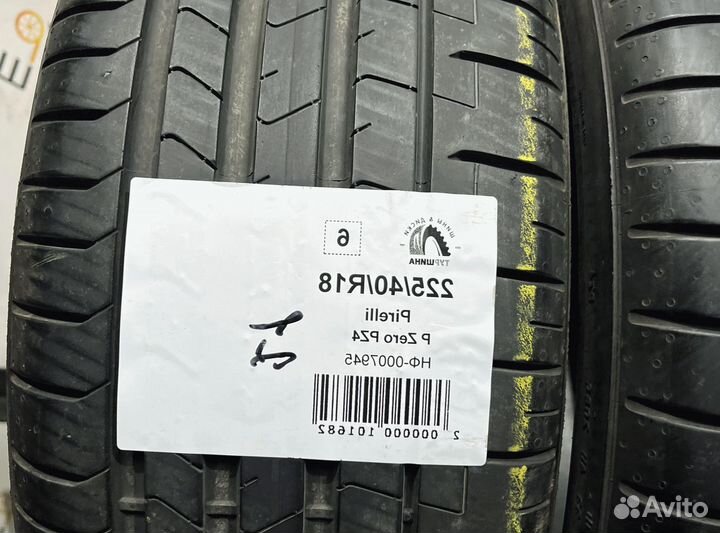 ШИНЫ & ДИСКИ
ТУРШИНА
6
225/40/R18
Pirelli
P Zero PZ4
НФ-0007945
2 000000 101682
Avito